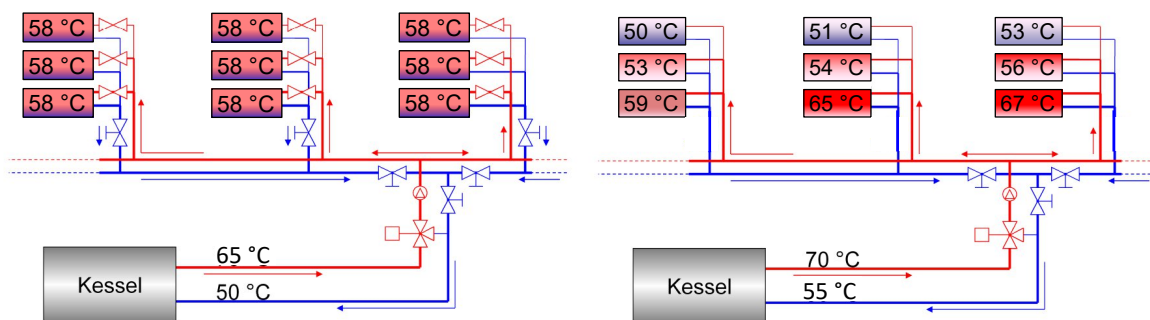 58 °C 58 °C 58 °C
58 °C 58 °C 58 °C
58 °C 58 °C 58 °C
65 °C
Kessel
50 °C
50 °C 51 °C 53 °C
53 °C 54 °C 56 °C
59 °C 65 °C 67 °C
70 °C
Kessel
55 °C